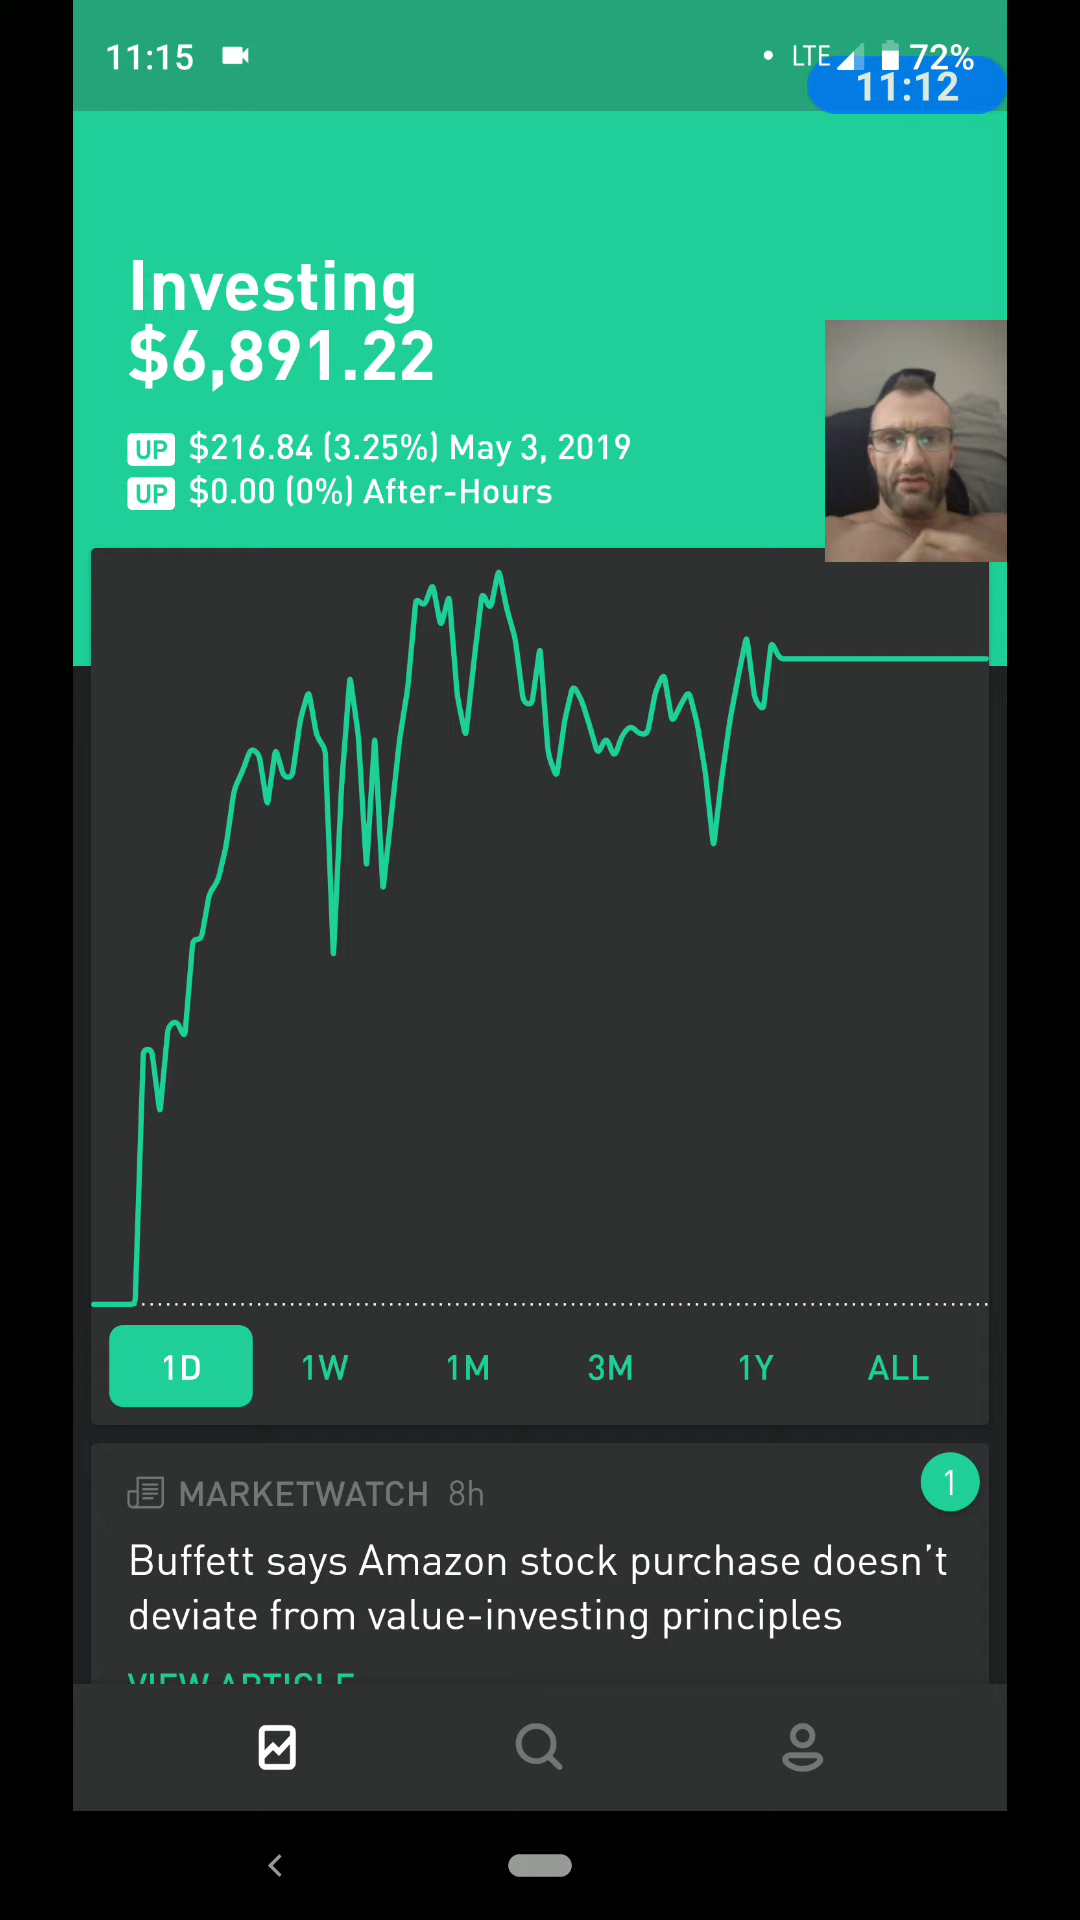 11:15
LTE 72%
11:12
Investing
$6,891.22
UP $216.84 (3.25%) May 3, 2019
UP $0.00 (0%) After-Hours
1D 1W 1M 3M 1Y ALL
MARKETWATCH 8h
1
Buffett says Amazon stock purchase doesn't
deviate from value-investing principles
VIEW ARTICLE